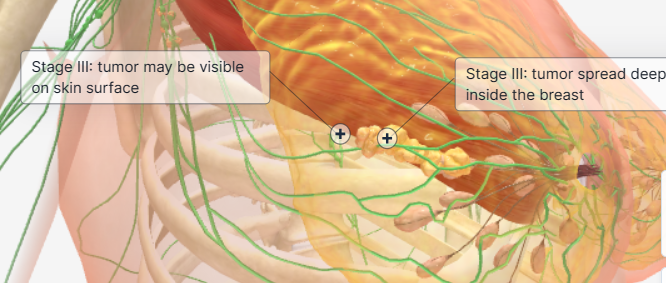 Stage III: tumor may be visible
on skin surface
Stage III: tumor spread deep
inside the breast